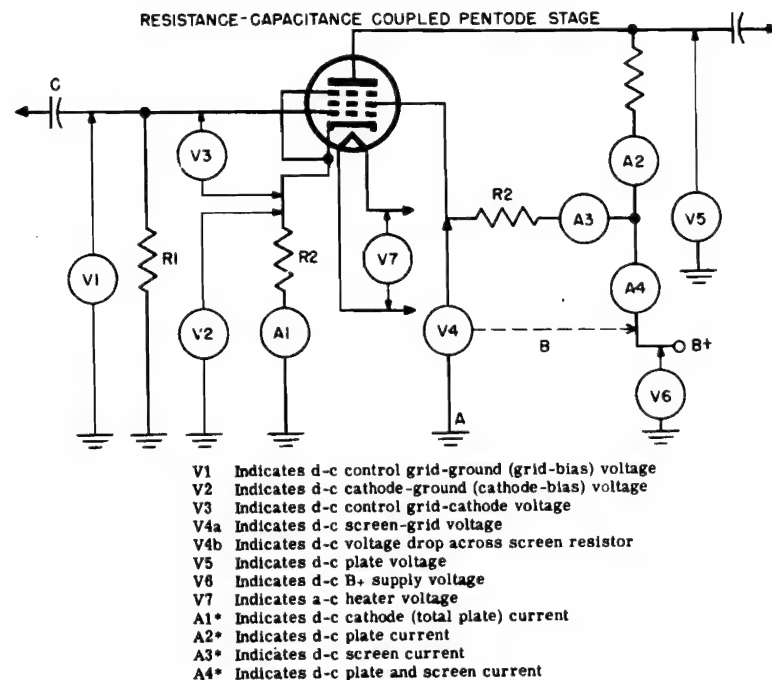 RESISTANCE-CAPACITANCE COUPLED PENTODE STAGE
C
V3
A2
R2
A3
V5
R1
R2
V7
V1
A4
V2
A1
V4
B
B+
A
V6
V1 Indicates d-c control grid-ground (grid-bias) voltage
V2 Indicates d-c cathode-ground (cathode-bias) voltage
V3 Indicates d-c control grid-cathode voltage
V4a Indicates d-c screen-grid voltage
V4b Indicates d-c voltage drop across screen resistor
V5 Indicates d-c plate voltage
V6 Indicates d-c B+ supply voltage
V7 Indicates a-c heater voltage
A1* Indicates d-c cathode (total plate) current
A2* Indicates d-c plate current
A3* Indicates d-c screen current
A4* Indicates d-c plate and screen current